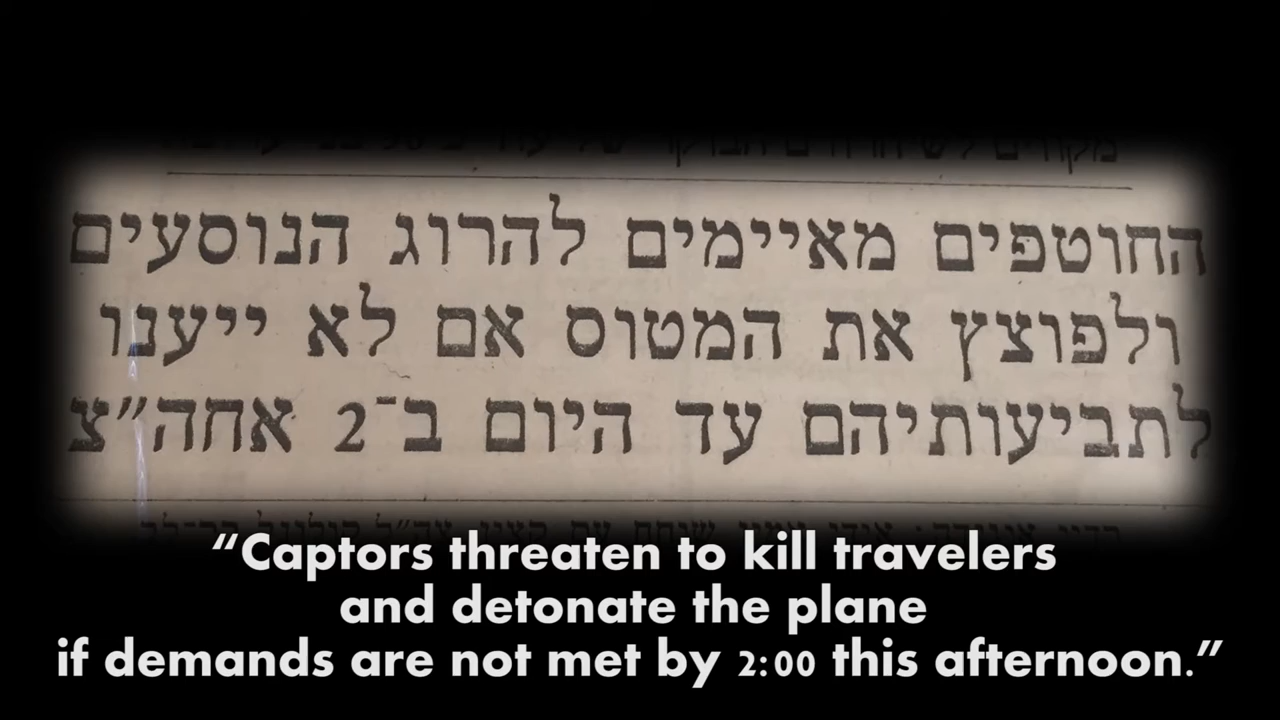 החוטפים מאיימים להרוג הנוסעים
ולפוצץ את המטוס אם לא ייענו
לתביעותיהם עד היום ב־2 אחה״צ
“Captors threaten to kill travelers
and detonate the plane
if demands are not met by 2:00 this afternoon.”